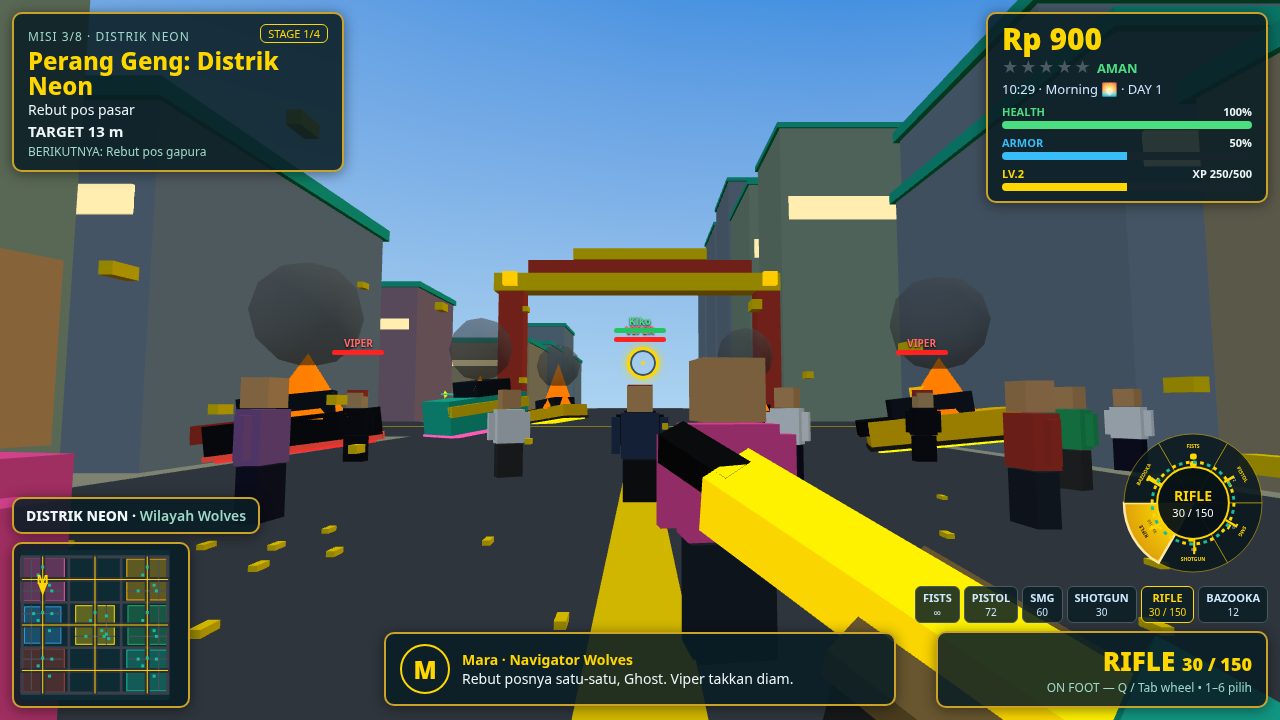 MISI 3/8 · DISTRIK NEON
STAGE 1/4
Perang Geng: Distrik
Neon
Rebut pos pasar
TARGET 13 m
BERIKUTNYA: Rebut pos gapura
Rp 900
★★★★★ AMAN
10:29 · Morning 🌅 · DAY 1
HEALTH 100%
ARMOR 50%
LV.2 XP 250/500
Kiko
VIPER
VIPER
DISTRIK NEON · Wilayah Wolves
M
FISTS
PISTOL
SMG
SHOTGUN
RIFLE
BAZOOKA
RIFLE
30 / 150
FISTS
∞
PISTOL
72
SMG
60
SHOTGUN
30
RIFLE
30 / 150
BAZOOKA
12
M
Mara · Navigator Wolves
Rebut posnya satu-satu, Ghost. Viper takkan diam.
RIFLE 30 / 150
ON FOOT — Q / Tab wheel • 1–6 pilih